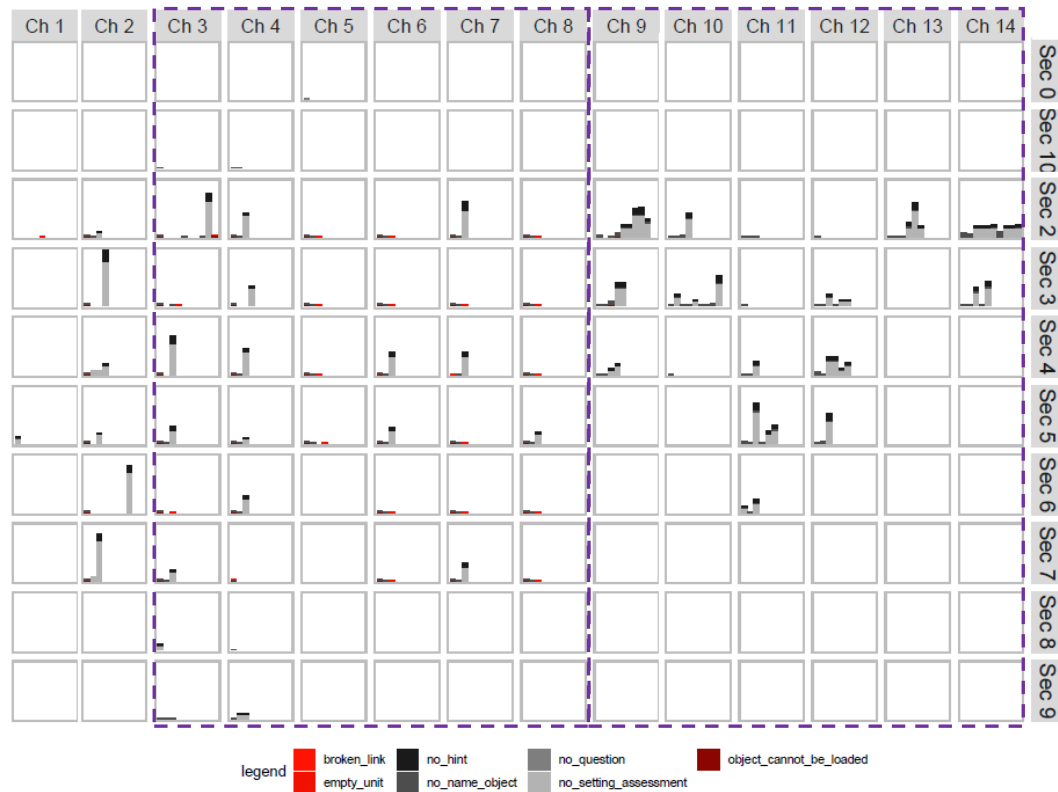 Ch 1 Ch 2 Ch 3 Ch 4 Ch 5 Ch 6 Ch 7 Ch 8 Ch 9 Ch 10 Ch 11 Ch 12 Ch 13 Ch 14
Sec 0
Sec 10
Sec 2
Sec 3
Sec 4
Sec 5
Sec 6
Sec 7
Sec 8
Sec 9
legend
broken_link no_hint no_question object_cannot_be_loaded
empty_unit no_name_object no_setting_assessment